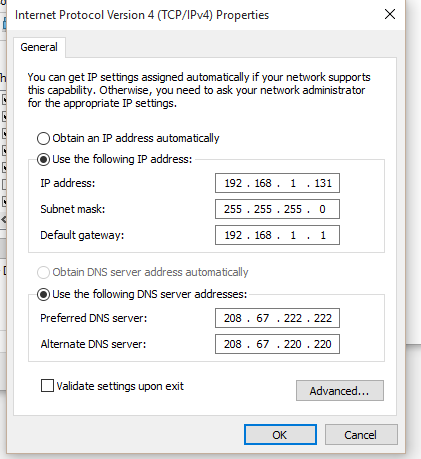 Internet Protocol Version 4 (TCP/IPv4) Properties
General
You can get IP settings assigned automatically if your network supports
this capability. Otherwise, you need to ask your network administrator
for the appropriate IP settings.
Obtain an IP address automatically
Use the following IP address:
IP address: 192 . 168 . 1 . 131
Subnet mask: 255 . 255 . 255 . 0
Default gateway: 192 . 168 . 1 . 1
Obtain DNS server address automatically
Use the following DNS server addresses:
Preferred DNS server: 208 . 67 . 222 . 222
Alternate DNS server: 208 . 67 . 220 . 220
Validate settings upon exit
Advanced...
OK Cancel